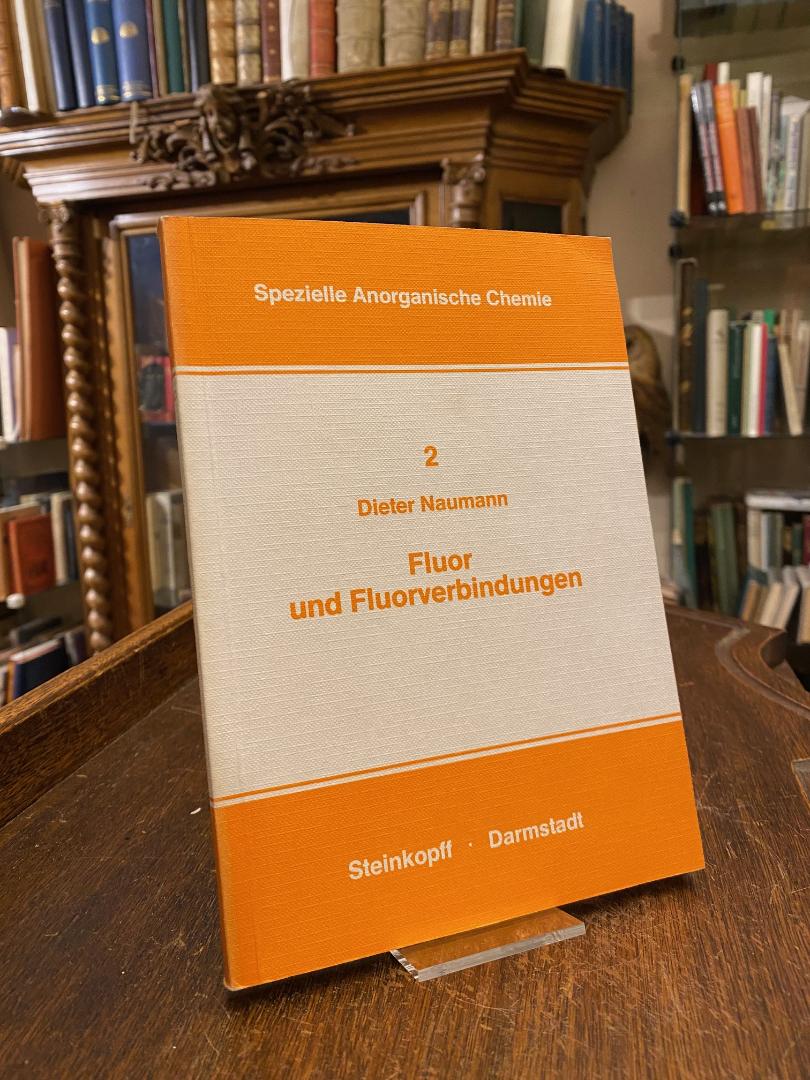 Spezielle Anorganische Chemie
2
Dieter Naumann
Fluor
und Fluorverbindungen
Steinkopff · Darmstadt